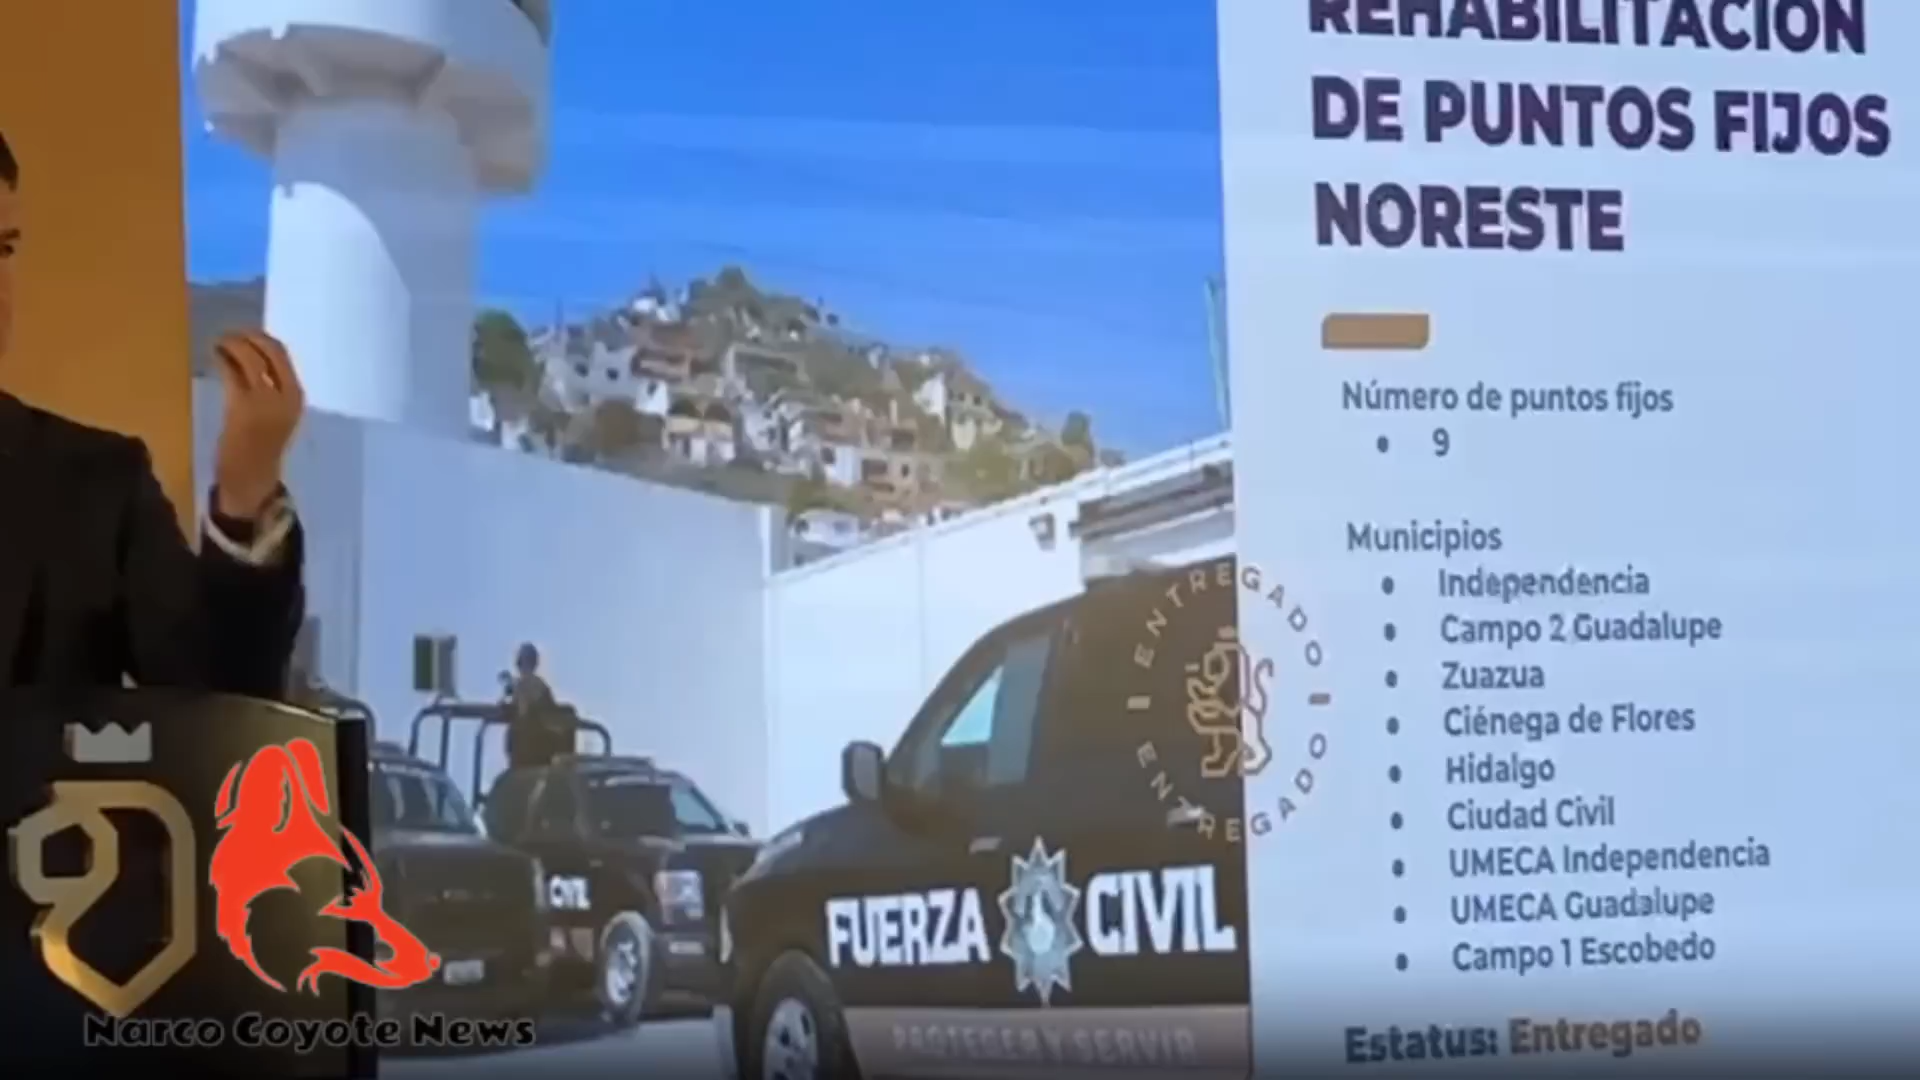 REHABILITACIÓN
DE PUNTOS FIJOS
NORESTE
Número de puntos fijos
• 9
Municipios
• Independencia
• Campo 2 Guadalupe
• Zuazua
• Ciénega de Flores
• Hidalgo
• Ciudad Civil
• UMECA Independencia
• UMECA Guadalupe
• Campo 1 Escobedo
Estatus: Entregado
ENTREGADO
ENTREGADO
CIVIL
FUERZA CIVIL
PROTEGER Y SERVIR
Narco Coyote News